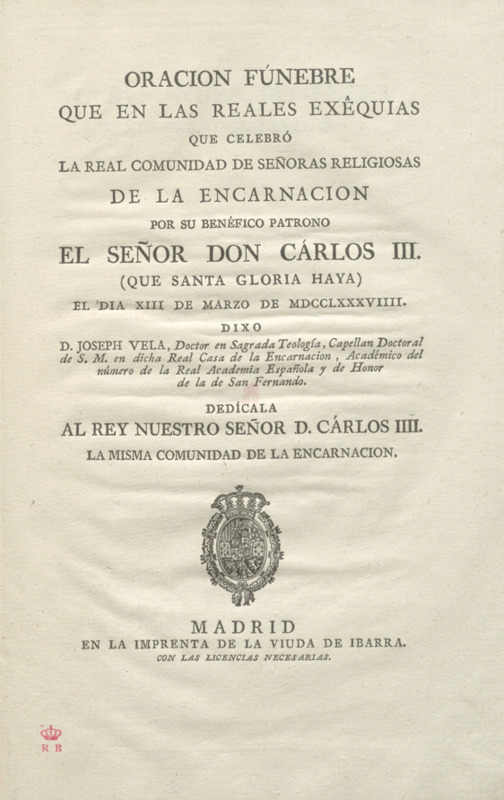 ORACION FÚNEBRE
QUE EN LAS REALES EXÊQUIAS
QUE CELEBRÓ
LA REAL COMUNIDAD DE SEÑORAS RELIGIOSAS
DE LA ENCARNACION
POR SU BENÉFICO PATRONO
EL SEÑOR DON CÁRLOS III.
(QUE SANTA GLORIA HAYA)
EL DIA XIII DE MARZO DE MDCCLXXXVIIII.
DIXO
D. JOSEPH VELA, Doctor en Sagrada Teología, Capellan Doctoral
de S. M. en dicha Real Casa de la Encarnacion, Académico del
número de la Real Academia Española y de Honor
de la de San Fernando.
DEDÍCALA
AL REY NUESTRO SEÑOR D. CÁRLOS IIII.
LA MISMA COMUNIDAD DE LA ENCARNACION.
MADRID
EN LA IMPRENTA DE LA VIUDA DE IBARRA.
CON LAS LICENCIAS NECESARIAS.
R B